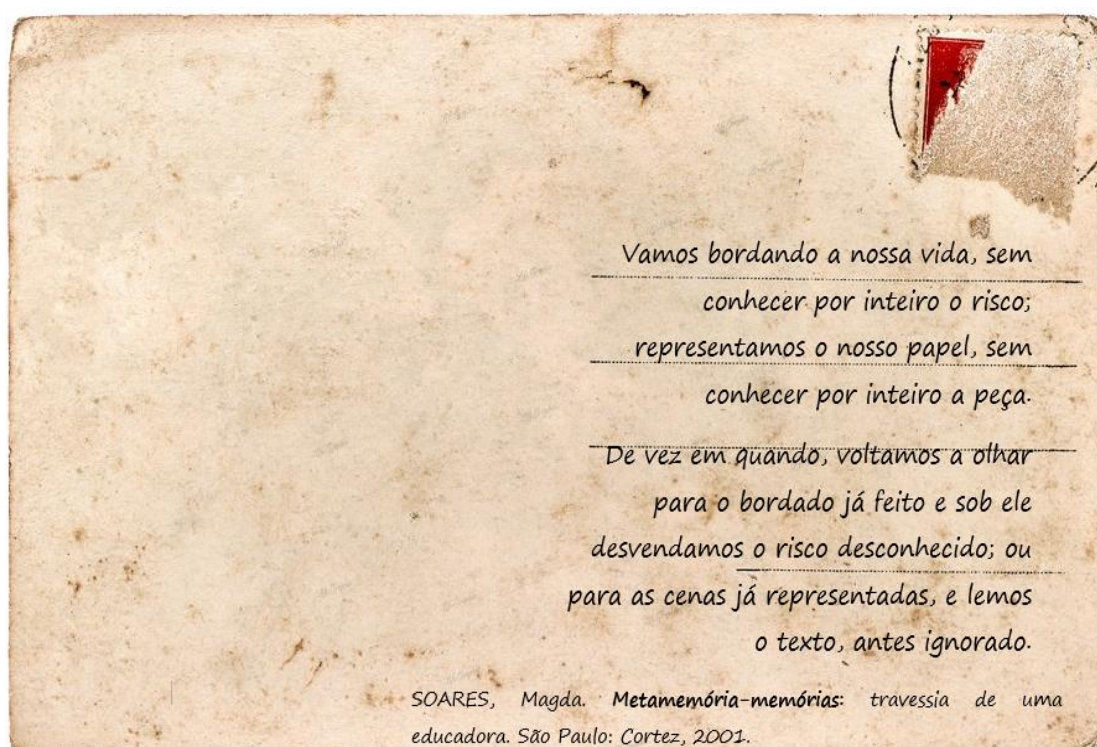 Vamos bordando a nossa vida, sem
conhecer por inteiro o risco;
representamos o nosso papel, sem
conhecer por inteiro a peça.
De vez em quando, voltamos a olhar
para o bordado já feito e sob ele
desvendamos o risco desconhecido; ou
para as cenas já representadas, e lemos
o texto, antes ignorado.
SOARES, Magda. Metamemória-memórias: travessia de uma
educadora. São Paulo: Cortez, 2001.